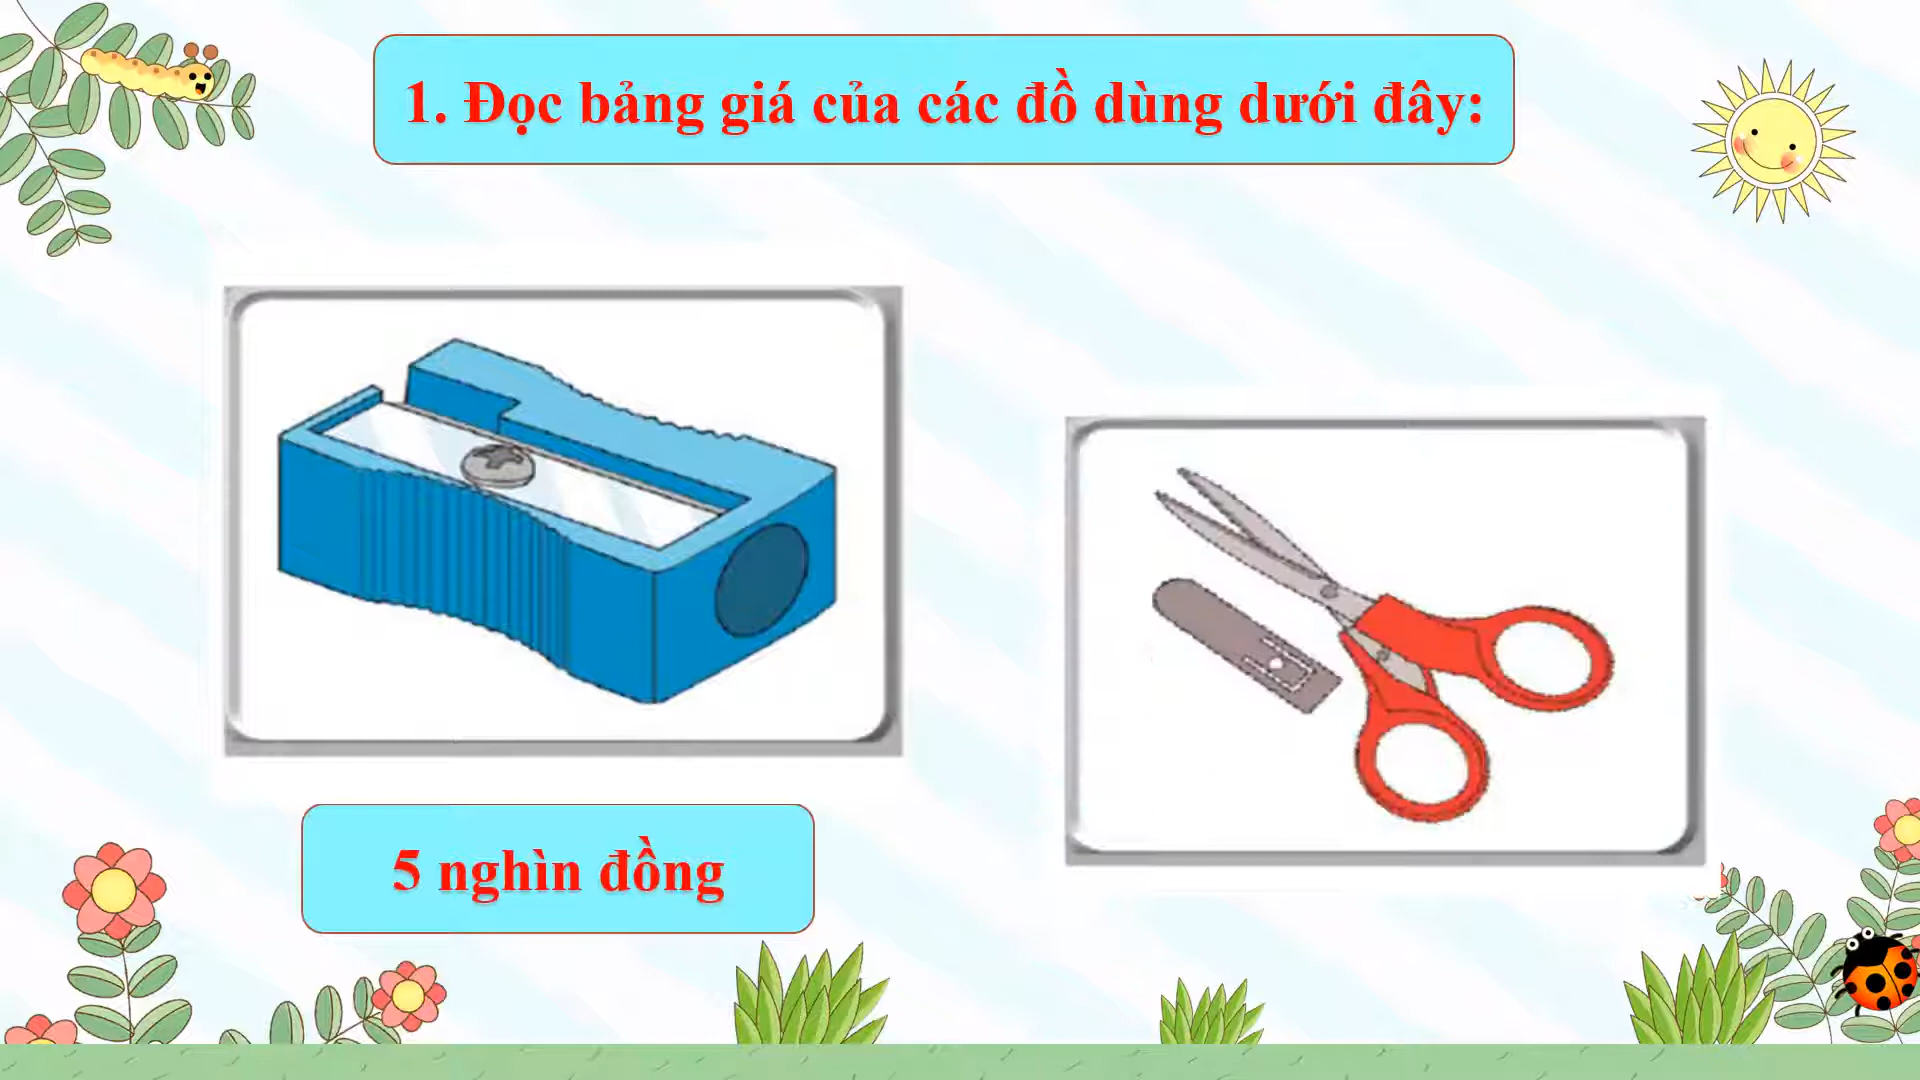 1. Đọc bảng giá của các đồ dùng dưới đây:
5 nghìn đồng